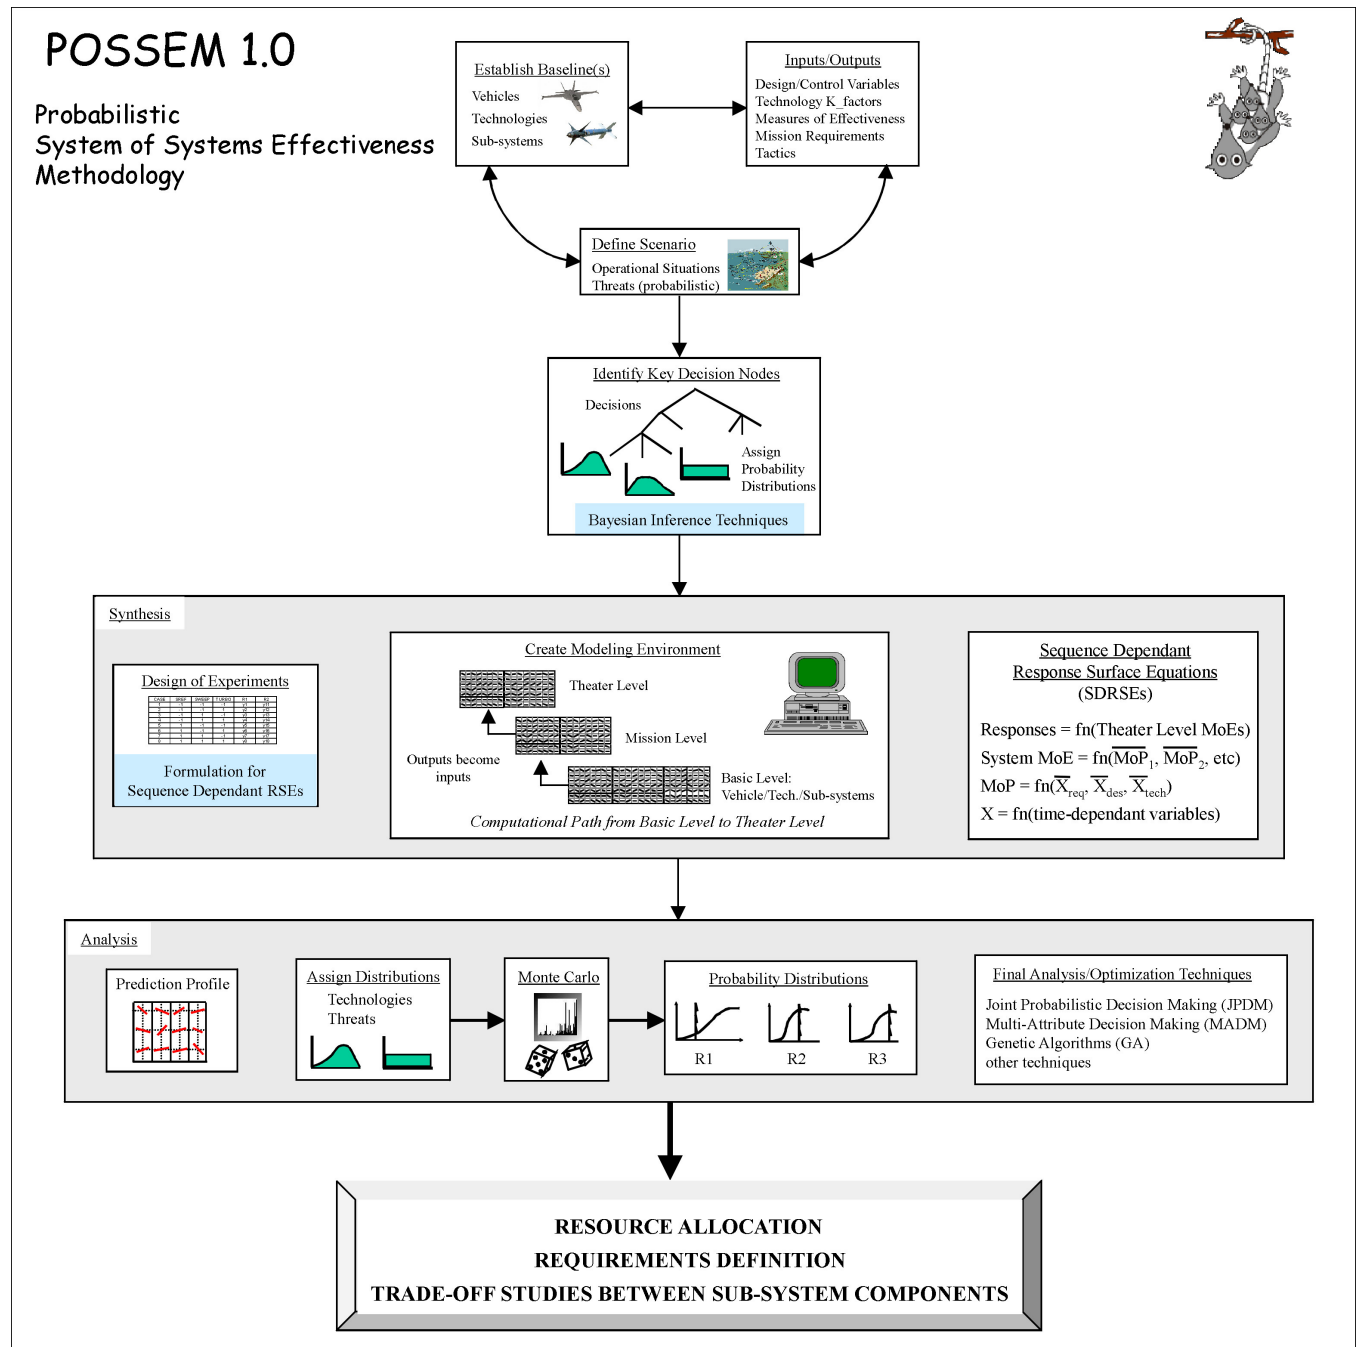 POSSEM 1.0
Probabilistic
System of Systems Effectiveness
Methodology
Establish Baseline(s)
Vehicles
Technologies
Sub-systems
Inputs/Outputs
Design/Control Variables
Technology K_factors
Measures of Effectiveness
Mission Requirements
Tactics
Define Scenario
Operational Situations
Threats (probabilistic)
Identify Key Decision Nodes
Decisions
Assign
Probability
Distributions
Bayesian Inference Techniques
Synthesis
Design of Experiments
Formulation for
Sequence Dependant RSEs
Create Modeling Environment
Theater Level
Mission Level
Outputs become
inputs
Basic Level:
Vehicle/Tech./Sub-systems
Computational Path from Basic Level to Theater Level
Sequence Dependant
Response Surface Equations
(SDRSEs)
Responses = fn(Theater Level MoEs)
System MoE = fn(MoP1, MoP2, etc)
MoP = fn(Xreq, Xdes, Xtech)
X = fn(time-dependant variables)
Analysis
Prediction Profile
Assign Distributions
Technologies
Threats
Monte Carlo
Probability Distributions
R1 R2 R3
Final Analysis/Optimization Techniques
Joint Probabilistic Decision Making (JPDM)
Multi-Attribute Decision Making (MADM)
Genetic Algorithms (GA)
other techniques
RESOURCE ALLOCATION
REQUIREMENTS DEFINITION
TRADE-OFF STUDIES BETWEEN SUB-SYSTEM COMPONENTS